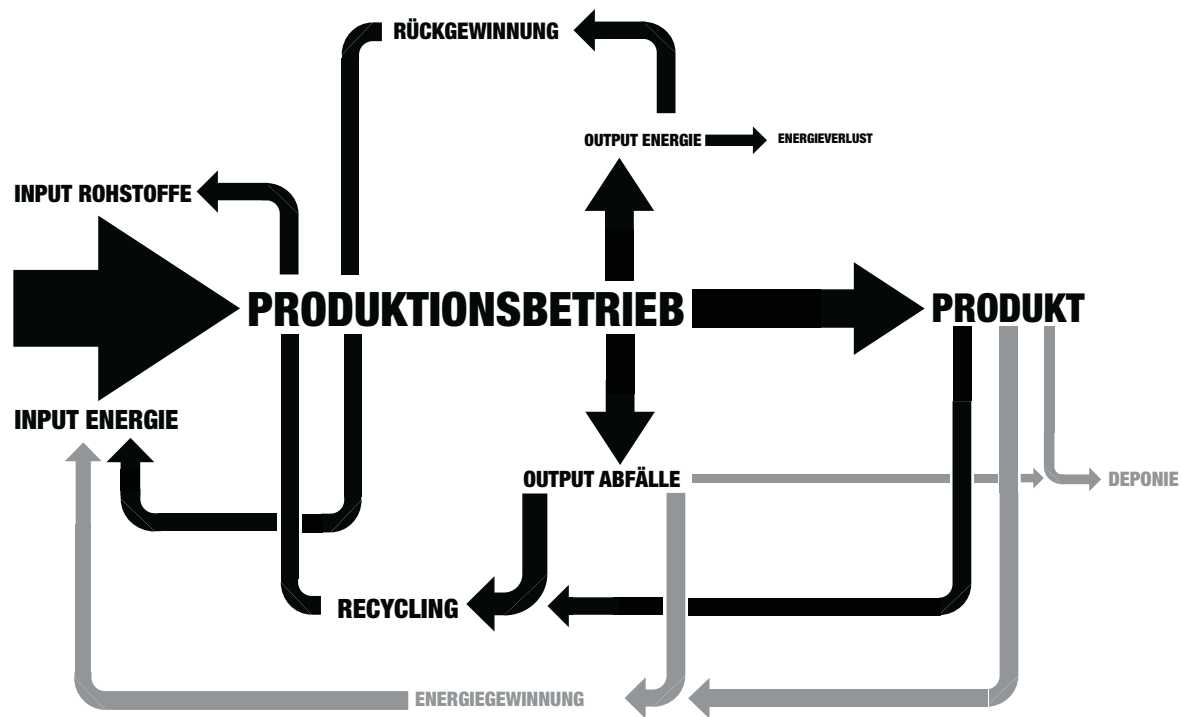 RÜCKGEWINNUNG
OUTPUT ENERGIE
ENERGIEVERLUST
INPUT ROHSTOFFE
PRODUKTIONSBETRIEB
PRODUKT
INPUT ENERGIE
OUTPUT ABFÄLLE
DEPONIE
RECYCLING
ENERGIEGEWINNUNG